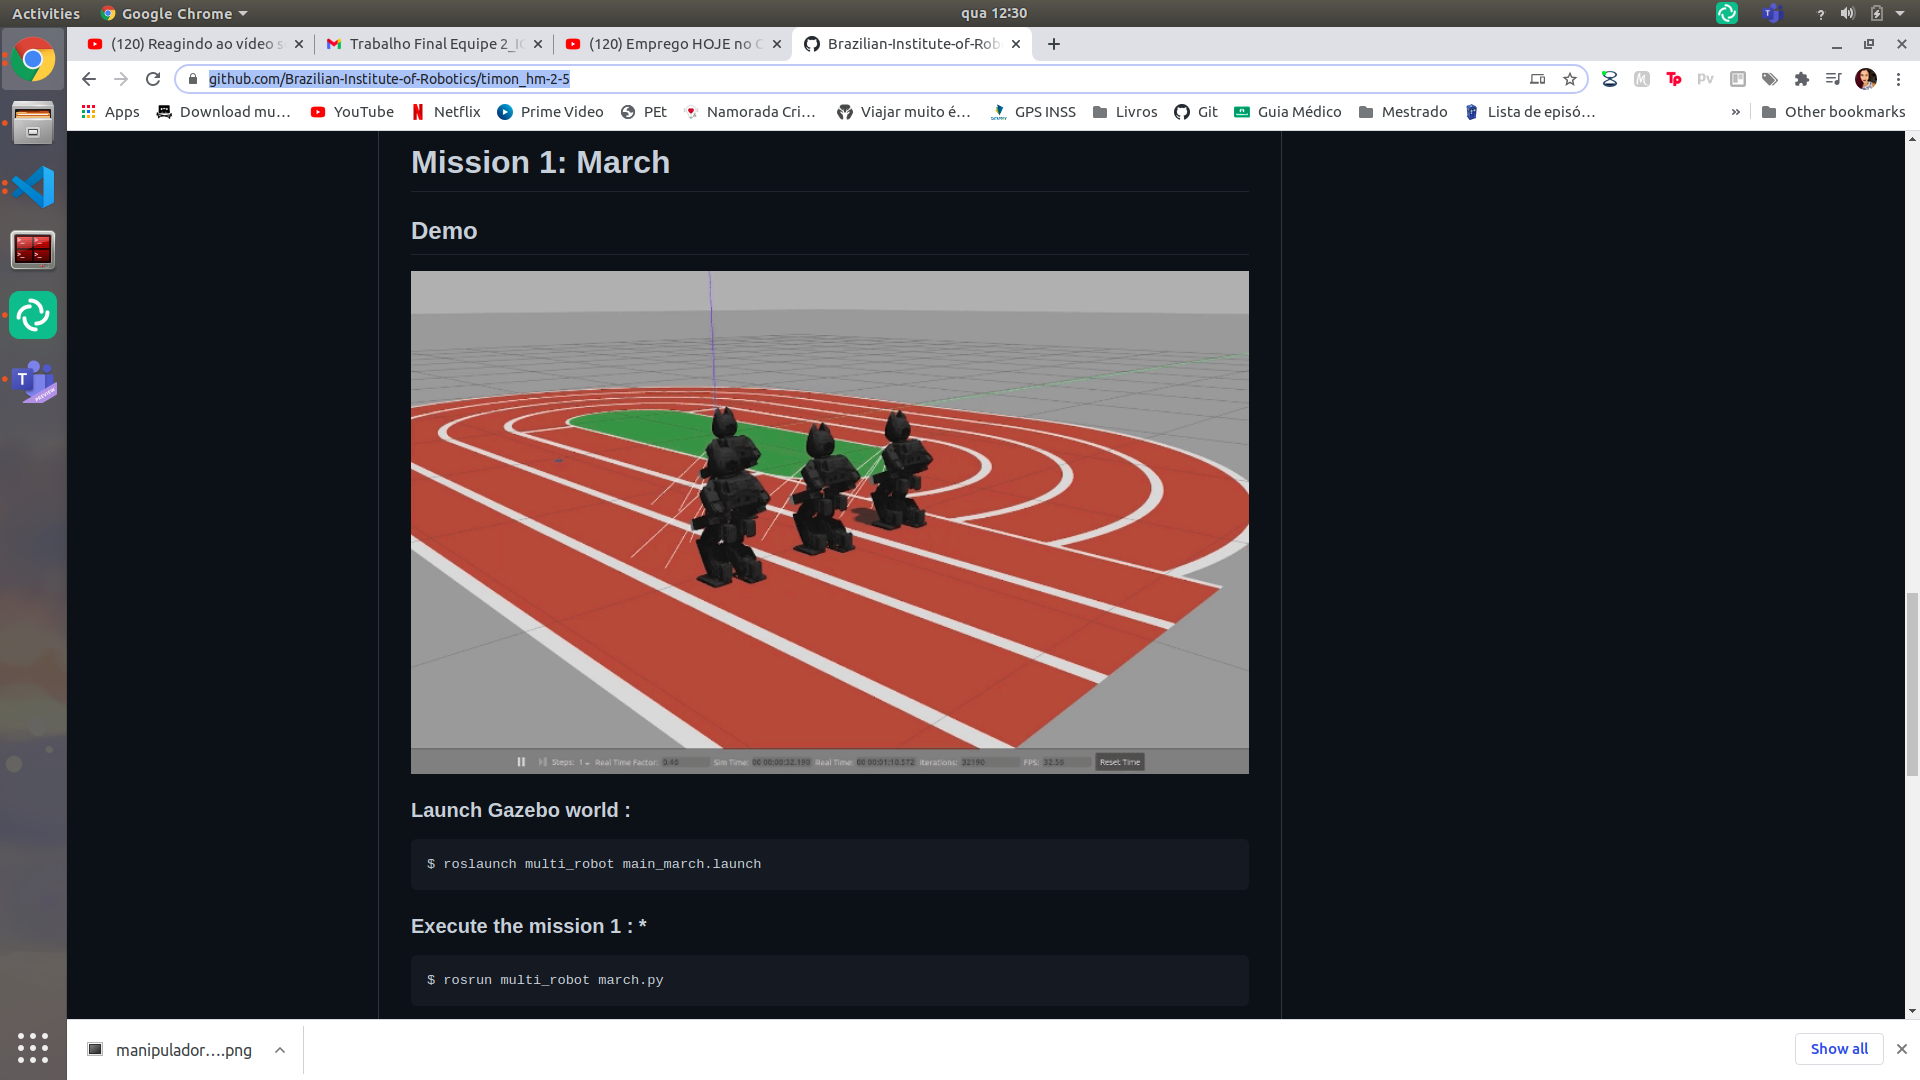 Activities Google Chrome qua 12:30
(120) Reagindo ao vídeo s
Trabalho Final Equipe 2_I
(120) Emprego HOJE no
Brazilian-Institute-of-Rob
github.com/Brazilian-Institute-of-Robotics/timon_hm-2-5
Apps Download mu… YouTube Netflix Prime Video PEt Namorada Cri… Viajar muito é… GPS INSS Livros Git Guia Médico Mestrado Lista de episó… » Other bookmarks
Mission 1: March
Demo
Steps: 1 Real Time Factor: 0.46 Sim Time: 00 00:00:32.190 Real Time: 00 00:01:10.572 Iterations: 32190 FPS: 32.56 Reset Time
Launch Gazebo world :
$ roslaunch multi_robot main_march.launch
Execute the mission 1 : *
$ rosrun multi_robot march.py
manipulador….png
Show all